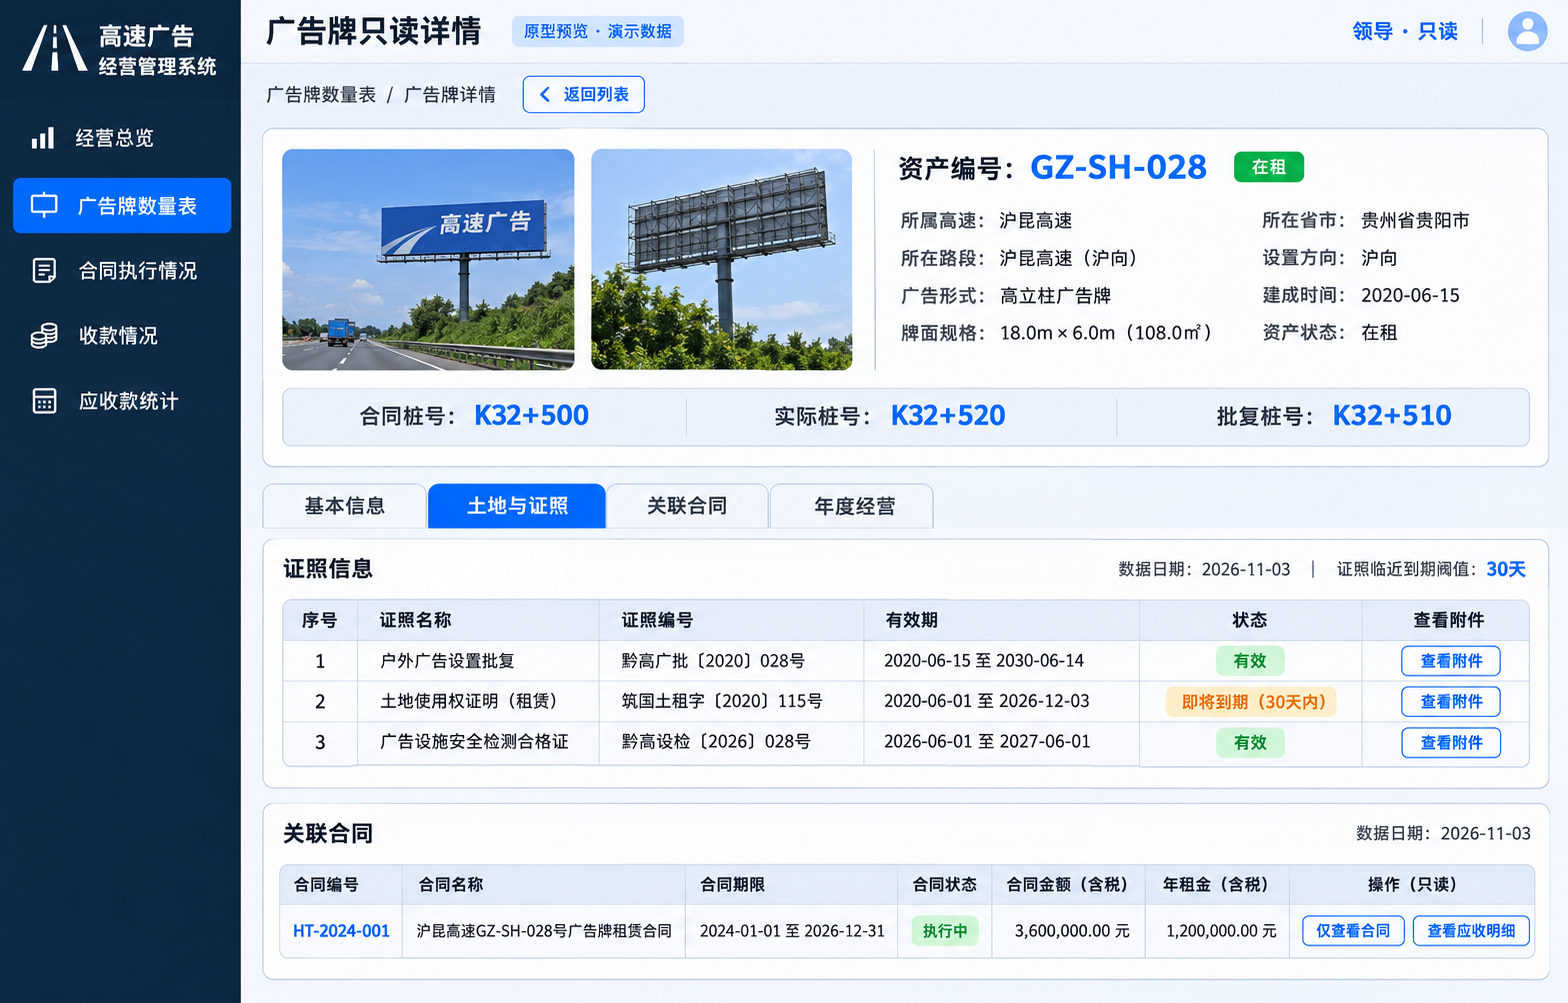 高速广告
经营管理系统
经营总览
广告牌数量表
合同执行情况
收款情况
应收款统计
广告牌只读详情
原型预览·演示数据
领导·只读
广告牌数量表 / 广告牌详情
返回列表
高速广告
资产编号：GZ-SH-028 在租
所属高速：沪昆高速 所在省市：贵州省贵阳市
所在路段：沪昆高速（沪向） 设置方向：沪向
广告形式：高立柱广告牌 建成时间：2020-06-15
牌面规格：18.0m×6.0m（108.0㎡） 资产状态：在租
合同桩号：K32+500 实际桩号：K32+520 批复桩号：K32+510
基本信息 土地与证照 关联合同 年度经营
证照信息 数据日期：2026-11-03 | 证照临近到期阀值：30天
序号 证照名称 证照编号 有效期 状态 查看附件
1 户外广告设置批复 黔高广批〔2020〕028号 2020-06-15 至 2030-06-14 有效 查看附件
2 土地使用权证明（租赁） 筑国土租字〔2020〕115号 2020-06-01 至 2026-12-03 即将到期（30天内） 查看附件
3 广告设施安全检测合格证 黔高设检〔2026〕028号 2026-06-01 至 2027-06-01 有效 查看附件
关联合同 数据日期：2026-11-03
合同编号 合同名称 合同期限 合同状态 合同金额（含税） 年租金（含税） 操作（只读）
HT-2024-001 沪昆高速GZ-SH-028号广告牌租赁合同 2024-01-01 至 2026-12-31 执行中 3,600,000.00 元 1,200,000.00 元 仅查看合同 查看应收明细